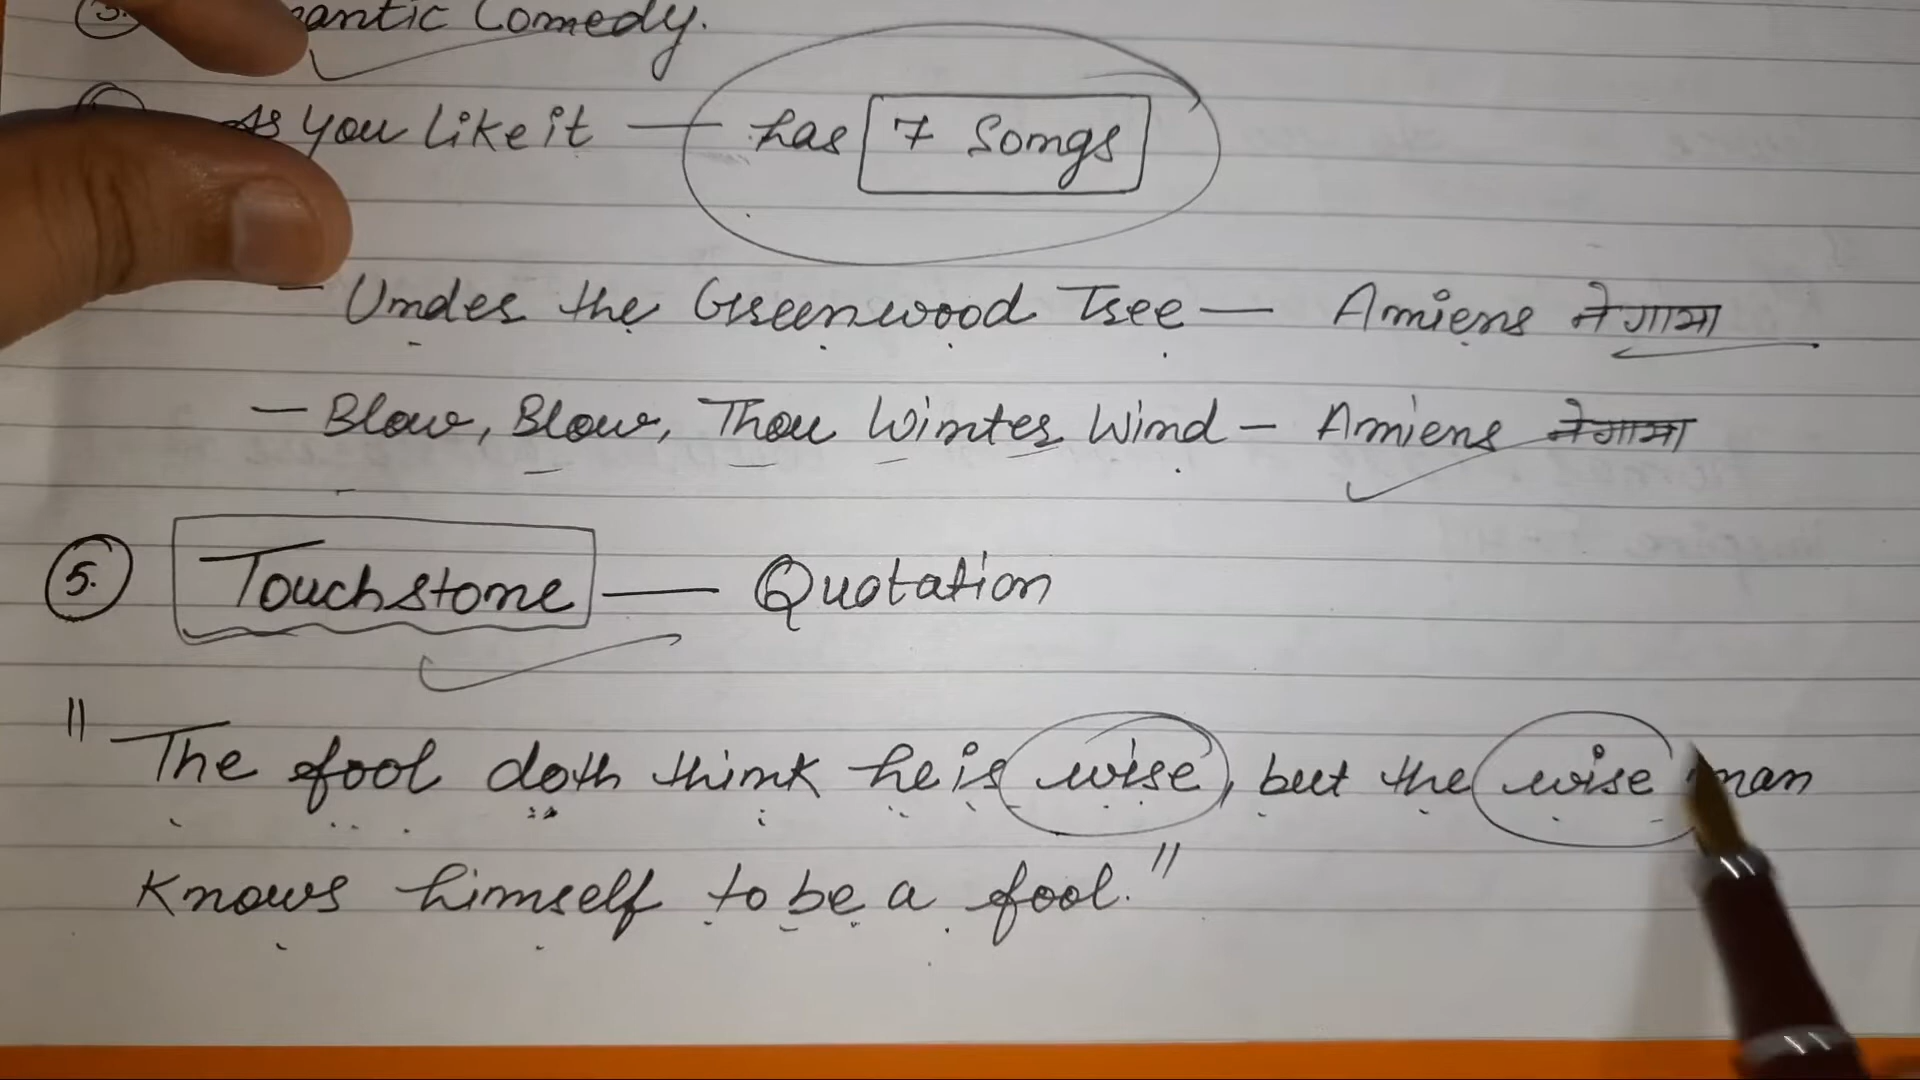 3. antic Comedy.
As You Like it — has 7 Songs
- Under the Greenwood Tree — Amiens ने गाया
- Blow, Blow, Thou Winter Wind - Amiens ने गाया
5. Touchstone — Quotation
"The fool doth think he is wise, but the wise man
knows himself to be a fool."